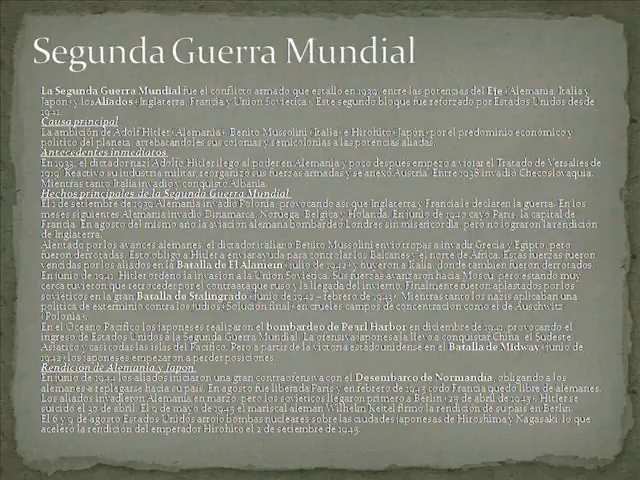 Segunda Guerra Mundial
La Segunda Guerra Mundial fue el conflicto armado que estallo en 1939, entre las potencias del Eje (Alemania, Italia y
Japon) y los Aliados (Inglaterra, Francia y Union Sovietica). Este segundo bloque fue reforzado por Estados Unidos desde
1941.
Causa principal
La ambición de Adolf Hitler (Alemania), Benito Mussolini (Italia) e Hirohito (Japón) por el predominio económico y
político del planeta, arrebatándoles sus colonias y semicolonias a las potencias aliadas.
Antecedentes inmediatos
En 1933, el dictador nazi Adolfo Hitler llegó al poder en Alemania y poco despues empezó a violar el Tratado de Versalles de
1919. Reactivo su industria militar reorganizó sus fuerzas armadas y se anexó Austria. Entre 1938 invadió Checoslovaquia.
Mientras tanto Italia invadió y conquistó Albania.
Hechos principales de la Segunda Guerra Mundial
El 1 de setiembre de 1939 Alemania invadió Polonia, provocando así que Inglaterra y Francia le declaren la guerra. En los
meses siguientes Alemania invadió Dinamarca, Noruega, Belgica y Holanda. En junio de 1940 cayó París, la capital de
Francia. En agosto del mismo año la aviación alemana bombardeó Londres sin misericordia, pero no lograron la rendición
de Inglaterra.
Alentado por los avances alemanes, el dictador italiano Benito Mussolini envió tropas a invadir Grecia y Egipto, pero
fueron derrotadas. Esto obligó a Hitler a enviar ayuda para controlar los Balcanes y el norte de África. Estas fuerzas fueron
vencidas por los aliados en la Batalla de El Alamein (julio de 1942) y huyeron a Italia, donde también fueron derrotados.
En junio de 1941, Hitler ordenó la invasión a la Unión Soviética. Sus fuerzas avanzaron hacia Moscú, pero estando muy
cerca tuvieron que retroceder por el contraataque ruso y la llegada del invierno. Finalmente fueron aplastados por los
soviéticos en la gran Batalla de Stalingrado (junio de 1942 – febrero de 1943). Mientras tanto los nazis aplicaban una
política de exterminio contra los judíos (Solución final) en crueles campos de concentración como el de Auschwitz
(Polonia).
En el Oceano Pacífico los japoneses realizaron el bombardeo de Pearl Harbor en diciembre de 1941, provocando el
ingreso de Estados Unidos a la Segunda Guerra Mundial. La ofensiva japonesa la llevó a conquistar China, el Sudeste
Asiático y casi todas las islas del Pacífico. Pero a partir de la victoria estadounidense en el Batalla de Midway (junio de
1942) los japoneses empezaron a perder posiciones.
Rendición de Alemania y Japón
En junio de 1944 los aliados iniciaron una gran contraofensiva con el Desembarco de Normandía, obligando a los
alemanes a replegarse hacia su país. En agosto fue liberada París y en febrero de 1945 todo Francia quedó libre de alemanes.
Los aliados invadieron Alemania en marzo, pero los soviéticos llegaron primero a Berlín (25 de abril de 1945). Hitler se
suicidó el 30 de abril. El 9 de mayo de 1945 el mariscal alemán Wilhelm Keitel firmó la rendición de su país en Berlín.
El 6 y 9 de agosto Estados Unidos arrojó bombas nucleares sobre las ciudades japonesas de Hiroshima y Nagasaki, lo que
aceleró la rendición del emperador Hirohito el 2 de setiembre de 1945.